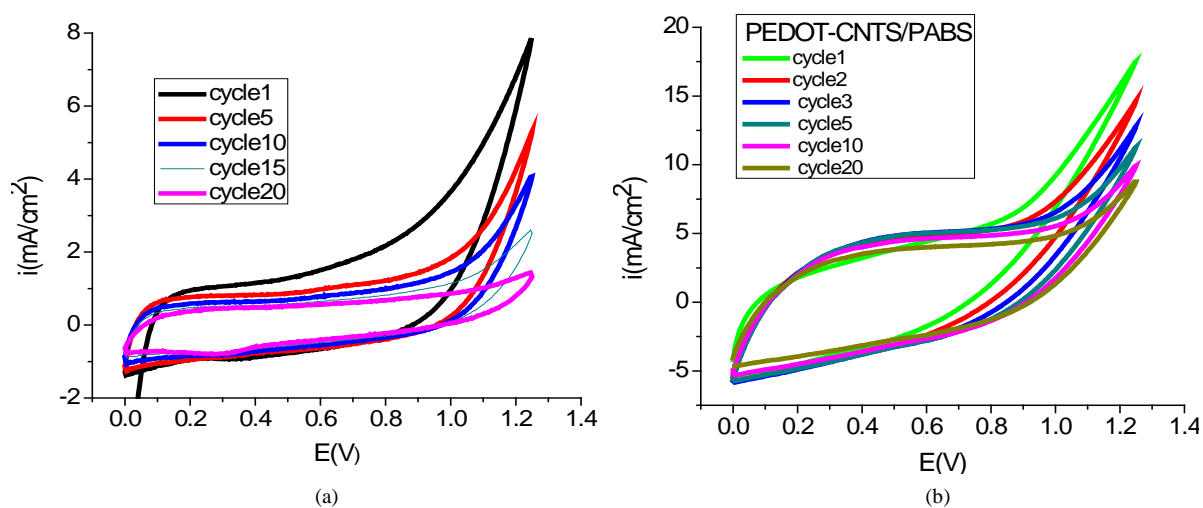 8
6
4
2
0
-2
i(mA/cm2)
cycle1
cycle5
cycle10
cycle15
cycle20
0.0 0.2 0.4 0.6 0.8 1.0 1.2 1.4
E(V)
(a)
20
15
10
5
0
-5
i(mA/cm2)
PEDOT-CNTS/PABS
cycle1
cycle2
cycle3
cycle5
cycle10
cycle20
0.0 0.2 0.4 0.6 0.8 1.0 1.2 1.4
E(V)
(b)